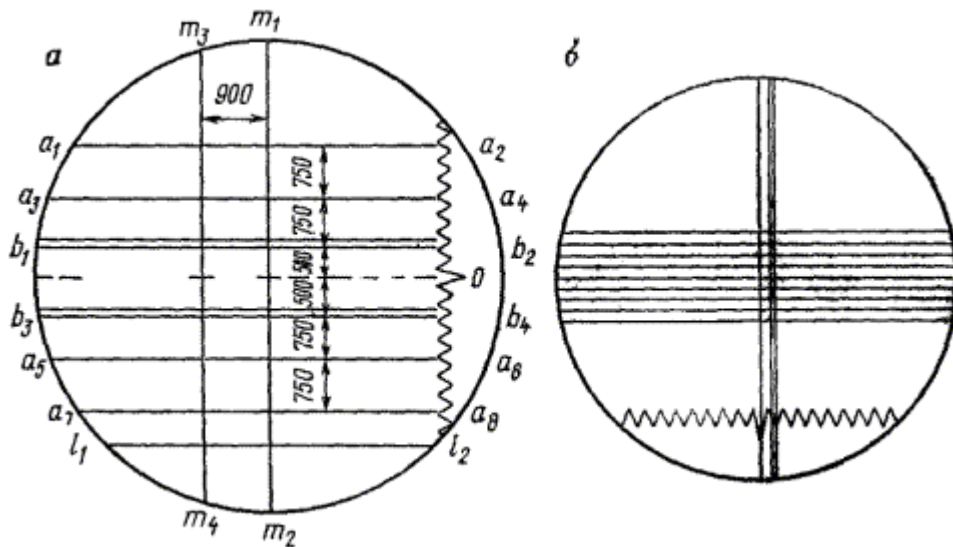 m₃ m₁
а б
900
a₁ a₂
750
a₃ a₄
750
b₁ b₂
500
0
500
b₃ b₄
750
a₅ a₆
750
a₇ a₈
l₁ l₂
m₄ m₂